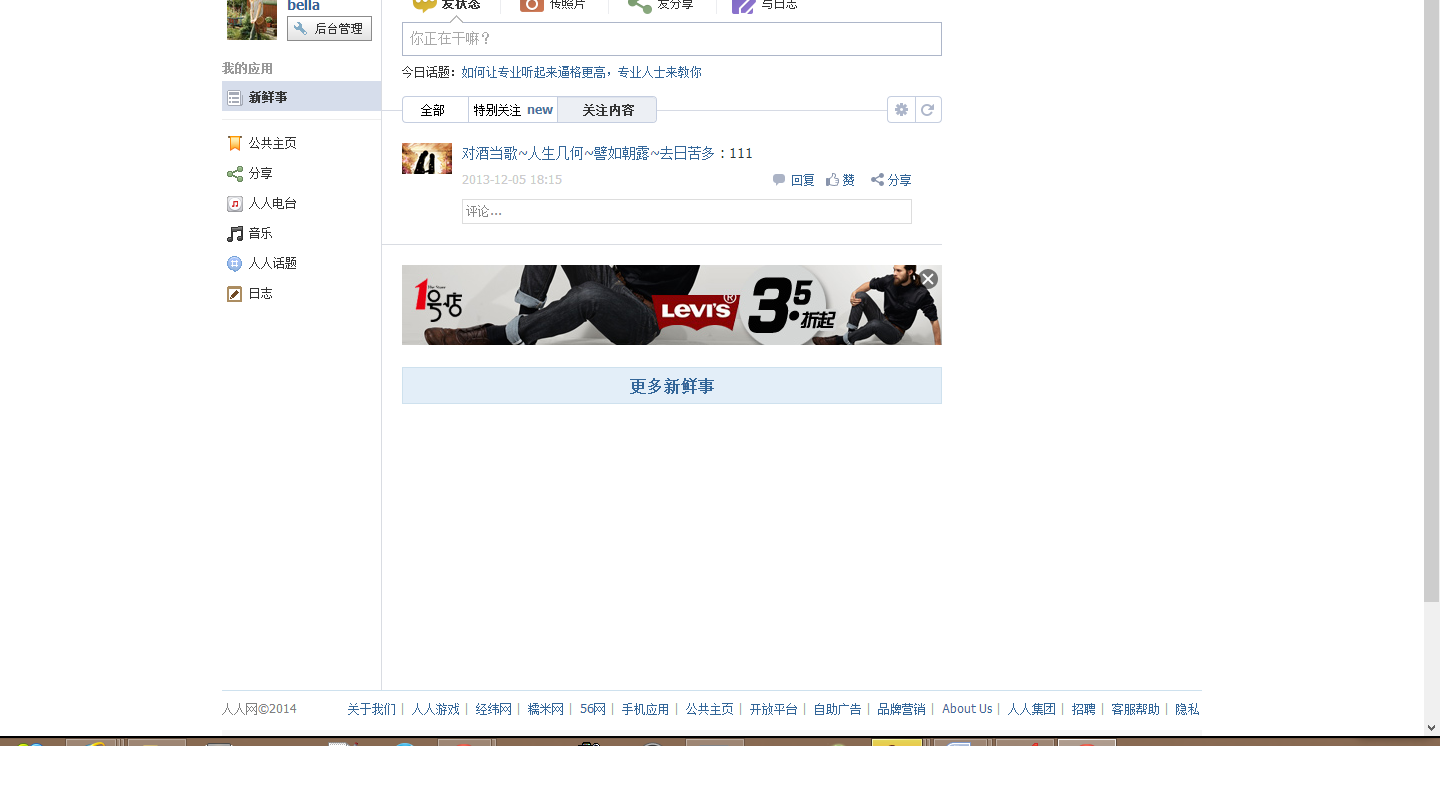 bella
后台管理
我的应用
新鲜事
公共主页
分享
人人电台
音乐
人人话题
日志
发状态 传照片 发分享 写日志
你正在干嘛？
今日话题：如何让专业听起来逼格更高，专业人士来教你
全部 特别关注 new 关注内容
对酒当歌~人生几何~譬如朝露~去日苦多：111
2013-12-05 18:15 回复 赞 分享
评论...
1号店 Levi's® 3.5折起
更多新鲜事
人人网©2014 关于我们 | 人人游戏 | 经纬网 | 糯米网 | 56网 | 手机应用 | 公共主页 | 开放平台 | 自助广告 | 品牌营销 | About Us | 人人集团 | 招聘 | 客服帮助 | 隐私